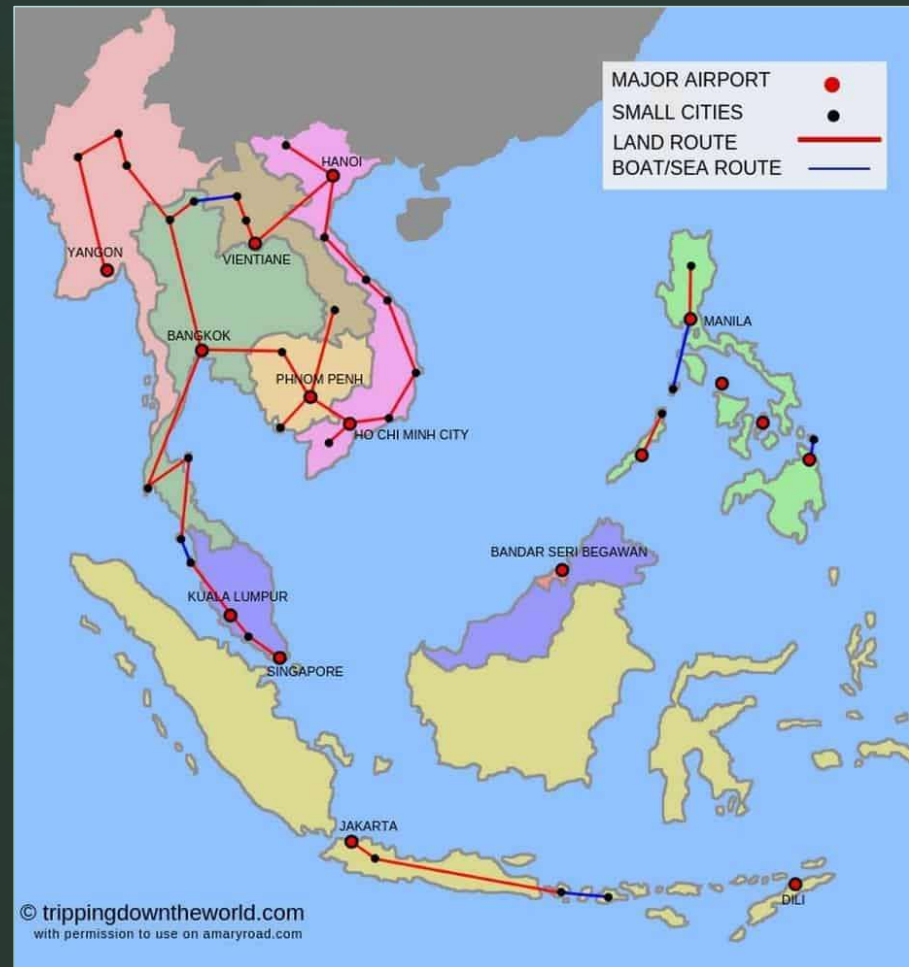 MAJOR AIRPORT
SMALL CITIES
LAND ROUTE
BOAT/SEA ROUTE
HANOI
YANGON
VIENTIANE
MANILA
BANGKOK
PHNOM PENH
HO CHI MINH CITY
BANDAR SERI BEGAWAN
KUALA LUMPUR
SINGAPORE
JAKARTA
DILI
© trippingdowntheworld.com
with permission to use on amaryroad.com